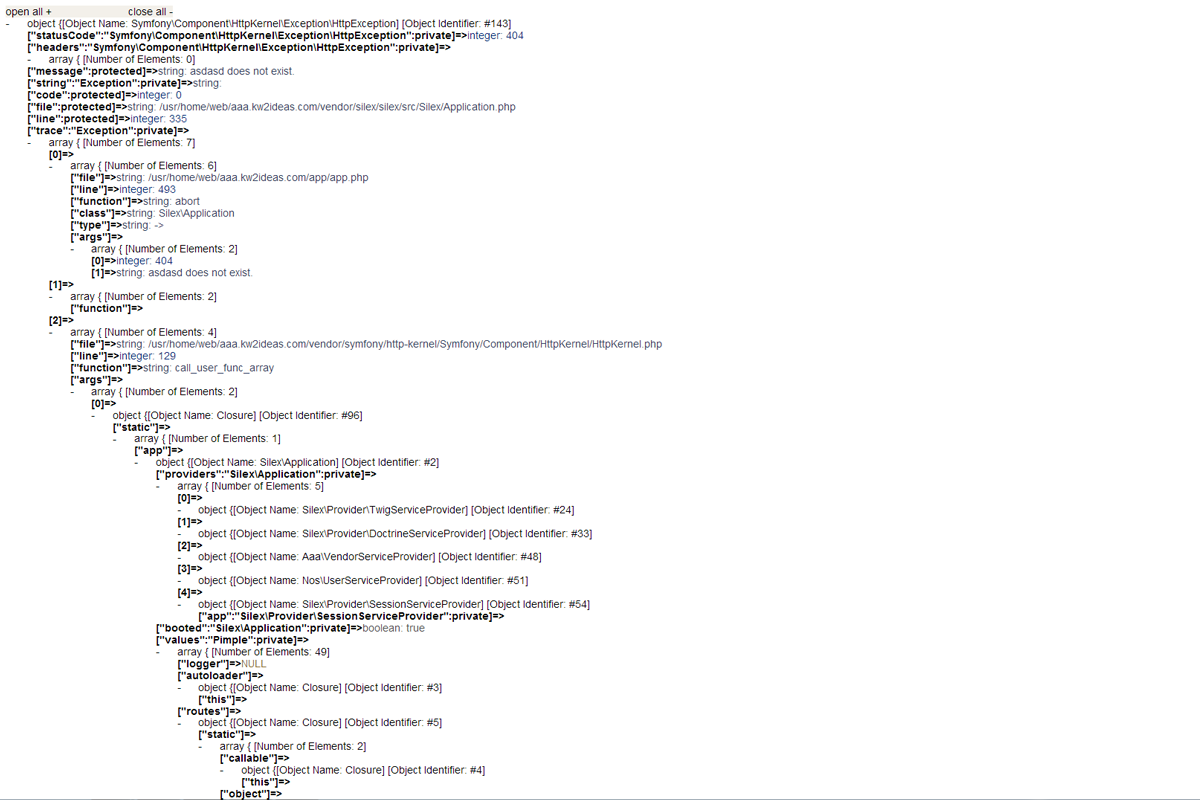 open all + close all -
- object {[Object Name: Symfony\Component\HttpKernel\Exception\HttpException] [Object Identifier: #143]
["statusCode":"Symfony\Component\HttpKernel\Exception\HttpException":private]=>integer: 404
["headers":"Symfony\Component\HttpKernel\Exception\HttpException":private]=>
- array { [Number of Elements: 0]
["message":protected]=>string: asdasd does not exist.
["string":"Exception":private]=>string:
["code":protected]=>integer: 0
["file":protected]=>string: /usr/home/web/aaa.kw2ideas.com/vendor/silex/silex/src/Silex/Application.php
["line":protected]=>integer: 335
["trace":"Exception":private]=>
- array { [Number of Elements: 7]
[0]=>
- array { [Number of Elements: 6]
["file"]=>string: /usr/home/web/aaa.kw2ideas.com/app/app.php
["line"]=>integer: 493
["function"]=>string: abort
["class"]=>string: Silex\Application
["type"]=>string: ->
["args"]=>
- array { [Number of Elements: 2]
[0]=>integer: 404
[1]=>string: asdasd does not exist.
[1]=>
- array { [Number of Elements: 2]
["function"]=>
[2]=>
- array { [Number of Elements: 4]
["file"]=>string: /usr/home/web/aaa.kw2ideas.com/vendor/symfony/http-kernel/Symfony/Component/HttpKernel/HttpKernel.php
["line"]=>integer: 129
["function"]=>string: call_user_func_array
["args"]=>
- array { [Number of Elements: 2]
[0]=>
- object {[Object Name: Closure] [Object Identifier: #96]
["static"]=>
- array { [Number of Elements: 1]
["app"]=>
- object {[Object Name: Silex\Application] [Object Identifier: #2]
["providers":"Silex\Application":private]=>
- array { [Number of Elements: 5]
[0]=>
- object {[Object Name: Silex\Provider\TwigServiceProvider] [Object Identifier: #24]
[1]=>
- object {[Object Name: Silex\Provider\DoctrineServiceProvider] [Object Identifier: #33]
[2]=>
- object {[Object Name: Aaa\VendorServiceProvider] [Object Identifier: #48]
[3]=>
- object {[Object Name: Nos\UserServiceProvider] [Object Identifier: #51]
[4]=>
- object {[Object Name: Silex\Provider\SessionServiceProvider] [Object Identifier: #54]
["app":"Silex\Provider\SessionServiceProvider":private]=>
["booted":"Silex\Application":private]=>boolean: true
["values":"Pimple":private]=>
- array { [Number of Elements: 49]
["logger"]=>NULL
["autoloader"]=>
- object {[Object Name: Closure] [Object Identifier: #3]
["this"]=>
["routes"]=>
- object {[Object Name: Closure] [Object Identifier: #5]
["static"]=>
- array { [Number of Elements: 2]
["callable"]=>
- object {[Object Name: Closure] [Object Identifier: #4]
["this"]=>
["object"]=>